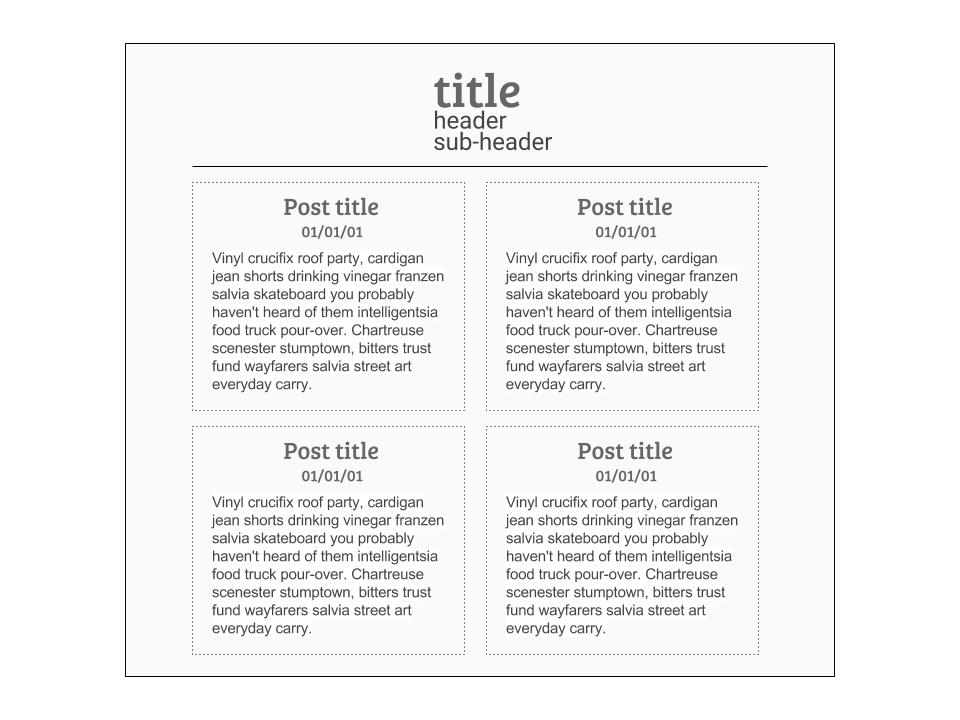 title
header
sub-header
Post title
01/01/01
Vinyl crucifix roof party, cardigan
jean shorts drinking vinegar franzen
salvia skateboard you probably
haven't heard of them intelligentsia
food truck pour-over. Chartreuse
scenester stumptown, bitters trust
fund wayfarers salvia street art
everyday carry.
Post title
01/01/01
Vinyl crucifix roof party, cardigan
jean shorts drinking vinegar franzen
salvia skateboard you probably
haven't heard of them intelligentsia
food truck pour-over. Chartreuse
scenester stumptown, bitters trust
fund wayfarers salvia street art
everyday carry.
Post title
01/01/01
Vinyl crucifix roof party, cardigan
jean shorts drinking vinegar franzen
salvia skateboard you probably
haven't heard of them intelligentsia
food truck pour-over. Chartreuse
scenester stumptown, bitters trust
fund wayfarers salvia street art
everyday carry.
Post title
01/01/01
Vinyl crucifix roof party, cardigan
jean shorts drinking vinegar franzen
salvia skateboard you probably
haven't heard of them intelligentsia
food truck pour-over. Chartreuse
scenester stumptown, bitters trust
fund wayfarers salvia street art
everyday carry.